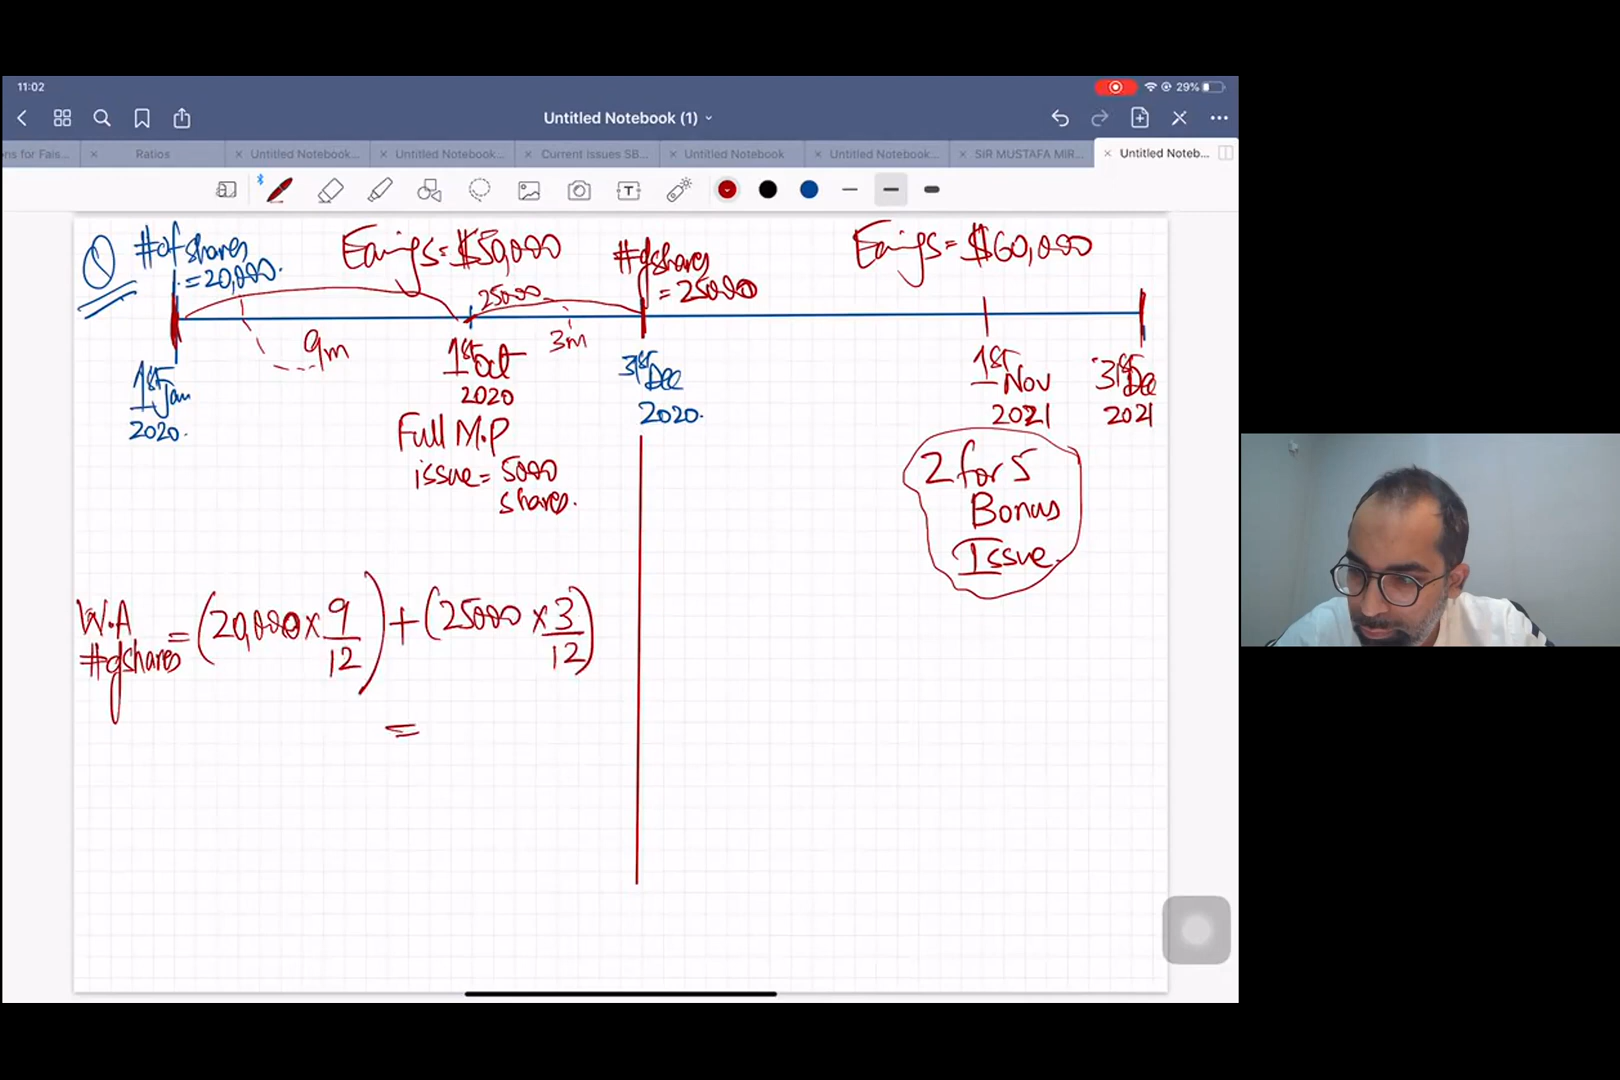 11:02
29%
Untitled Notebook (1)
ns for Fais...
Ratios
Untitled Notebook...
Untitled Notebook...
Current issues SB...
Untitled Notebook
Untitled Notebook...
SIR MUSTAFA MIR...
Untitled Noteb...
Q
# of shares
= 20,000.
Earnings = $50,000
# of shares
= 25000
Earnings = $60,000
25000
9m
3m
1st Jan
2020.
1st Oct
2020
31st Dec
2020.
1st Nov
2021
31st Dec
2021
Full M.P
issue = 5000
shares.
2 for 5
Bonus
Issue.
W.A
# of shares = (20,000 x 9/12) + (25000 x 3/12)
=